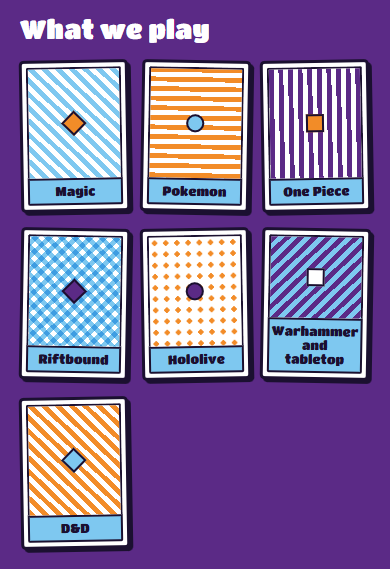 What we play
Magic
Pokemon
One Piece
Riftbound
Hololive
Warhammer
and
tabletop
D&D